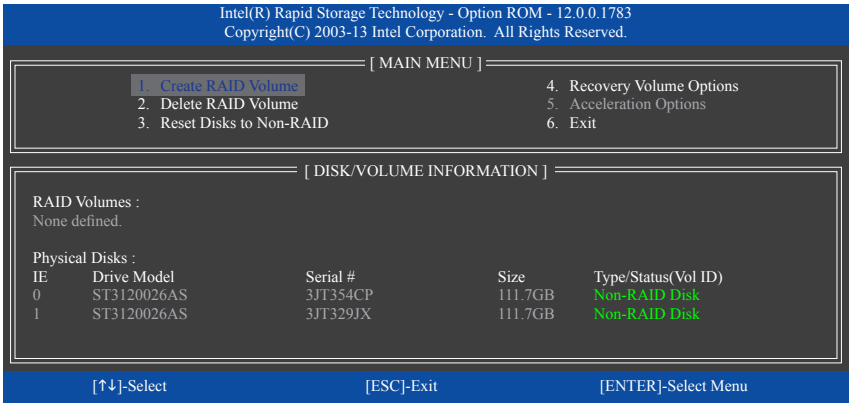 Intel(R) Rapid Storage Technology - Option ROM - 12.0.0.1783
Copyright(C) 2003-13 Intel Corporation. All Rights Reserved.
[ MAIN MENU ]
1. Create RAID Volume 4. Recovery Volume Options
2. Delete RAID Volume 5. Acceleration Options
3. Reset Disks to Non-RAID 6. Exit
[ DISK/VOLUME INFORMATION ]
RAID Volumes :
None defined.
Physical Disks :
IE Drive Model Serial # Size Type/Status(Vol ID)
0 ST3120026AS 3JT354CP 111.7GB Non-RAID Disk
1 ST3120026AS 3JT329JX 111.7GB Non-RAID Disk
[↑↓]-Select [ESC]-Exit [ENTER]-Select Menu